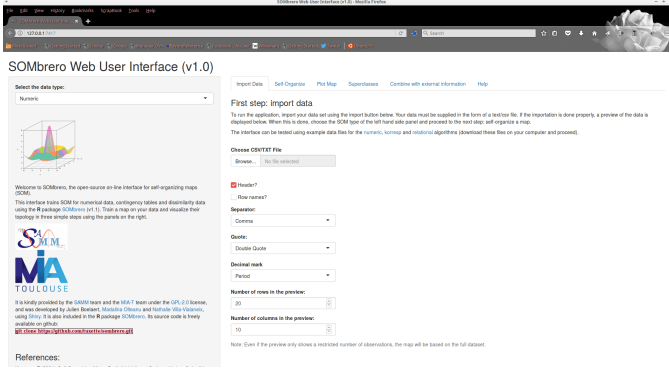 SOMbrero Web User Interface (v1.0) - Mozilla Firefox
File Edit View History Bookmarks Scrapbook Tools Help
127.0.0.1:7417
Search
SOMbrero Web User Interface (v1.0)
Select the data type:
Numeric
Welcome to SOMbrero, the open-source on-line interface for self-organizing maps
(SOM).
This interface trains SOM for numerical data, contingency tables and dissimilarity data
using the R package SOMbrero (v1.1). Train a map on your data and visualize their
topology in three simple steps using the panels on the right.
SAMM
MIA
TOULOUSE
It is kindly provided by the SAMM team and the MIA-T team under the GPL-2.0 license,
and was developed by Julien Boelaert, Madalina Olteanu and Nathalie Villa-Vialaneix,
using Shiny. It is also included in the R package SOMbrero. Its source code is freely
available on github:
git clone https://github.com/tuxette/sombrero.git
References:
Import Data Self-Organize Plot Map Superclasses Combine with external information Help
First step: import data
To run the application, import your data set using the import button below. Your data must be supplied in the form of a text/csv file. If the importation is done properly, a preview of the data is
displayed below. When this is done, choose the SOM type of the left hand side panel and proceed to the next step: self-organize a map.
The interface can be tested using example data files for the numeric, korresp and relational algorithms (download these files on your computer and proceed).
Choose CSV/TXT File
Browse... No file selected
Header?
Row names?
Separator:
Comma
Quote:
Double Quote
Decimal mark
Period
Number of rows in the preview:
20
Number of columns in the preview:
10
Note: Even if the preview only shows a restricted number of observations, the map will be based on the full dataset.